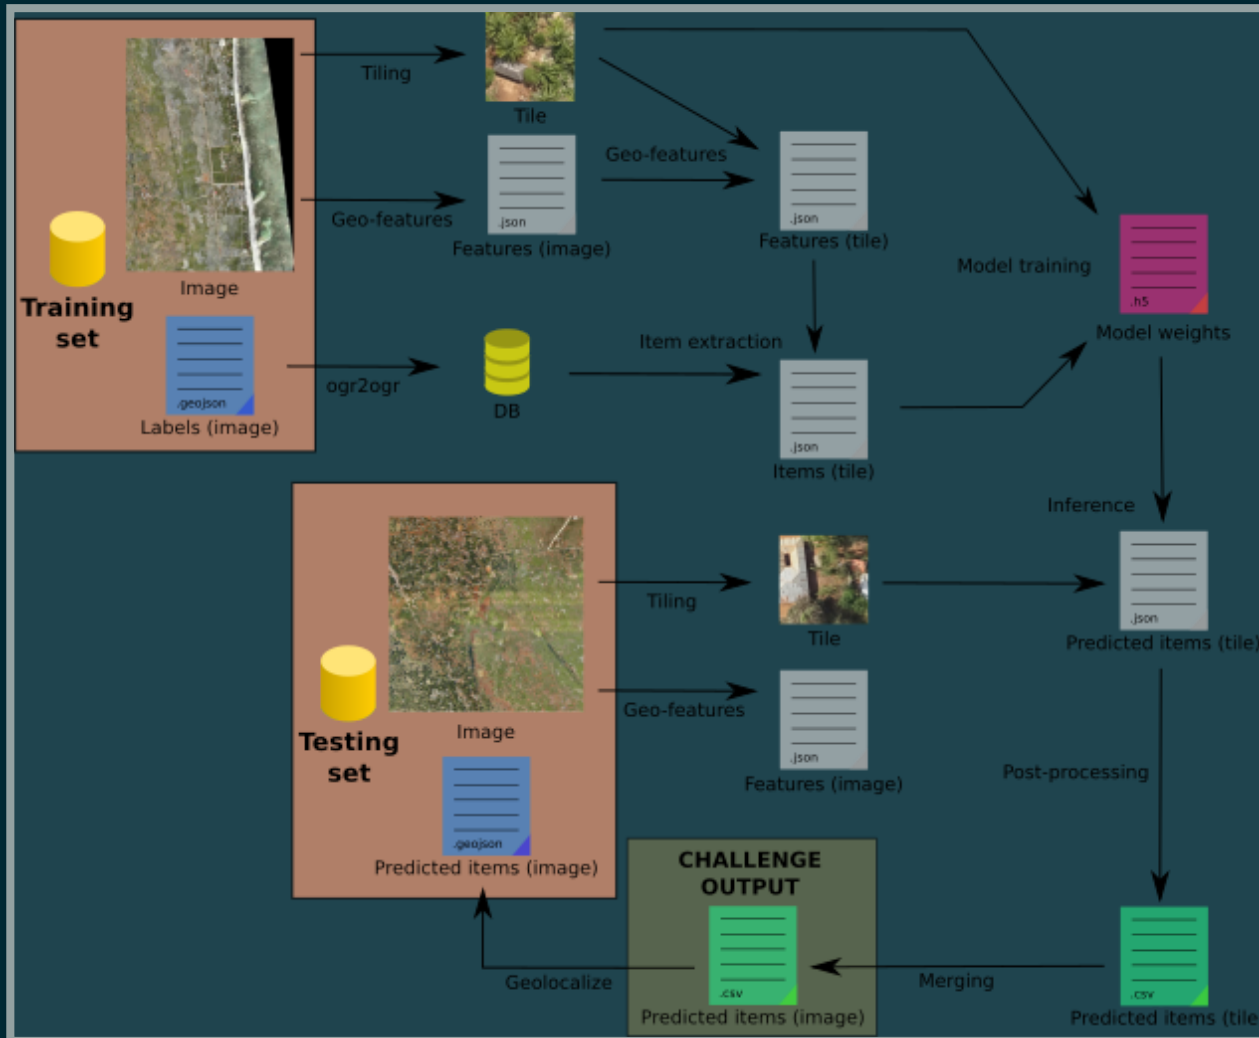 Tiling
Tile
Geo-features
.json
Features (image)
Geo-features
.json
Features (tile)
Image
Training
set
.geojson
Labels (image)
ogr2ogr
DB
Item extraction
.json
Items (tile)
Model training
.h5
Model weights
Inference
.json
Predicted items (tile)
Tiling
Tile
Geo-features
.json
Features (image)
Image
Testing
set
.geojson
Predicted items (image)
Post-processing
CHALLENGE
OUTPUT
.csv
Predicted items (image)
Geolocalize
Merging
.csv
Predicted items (tile